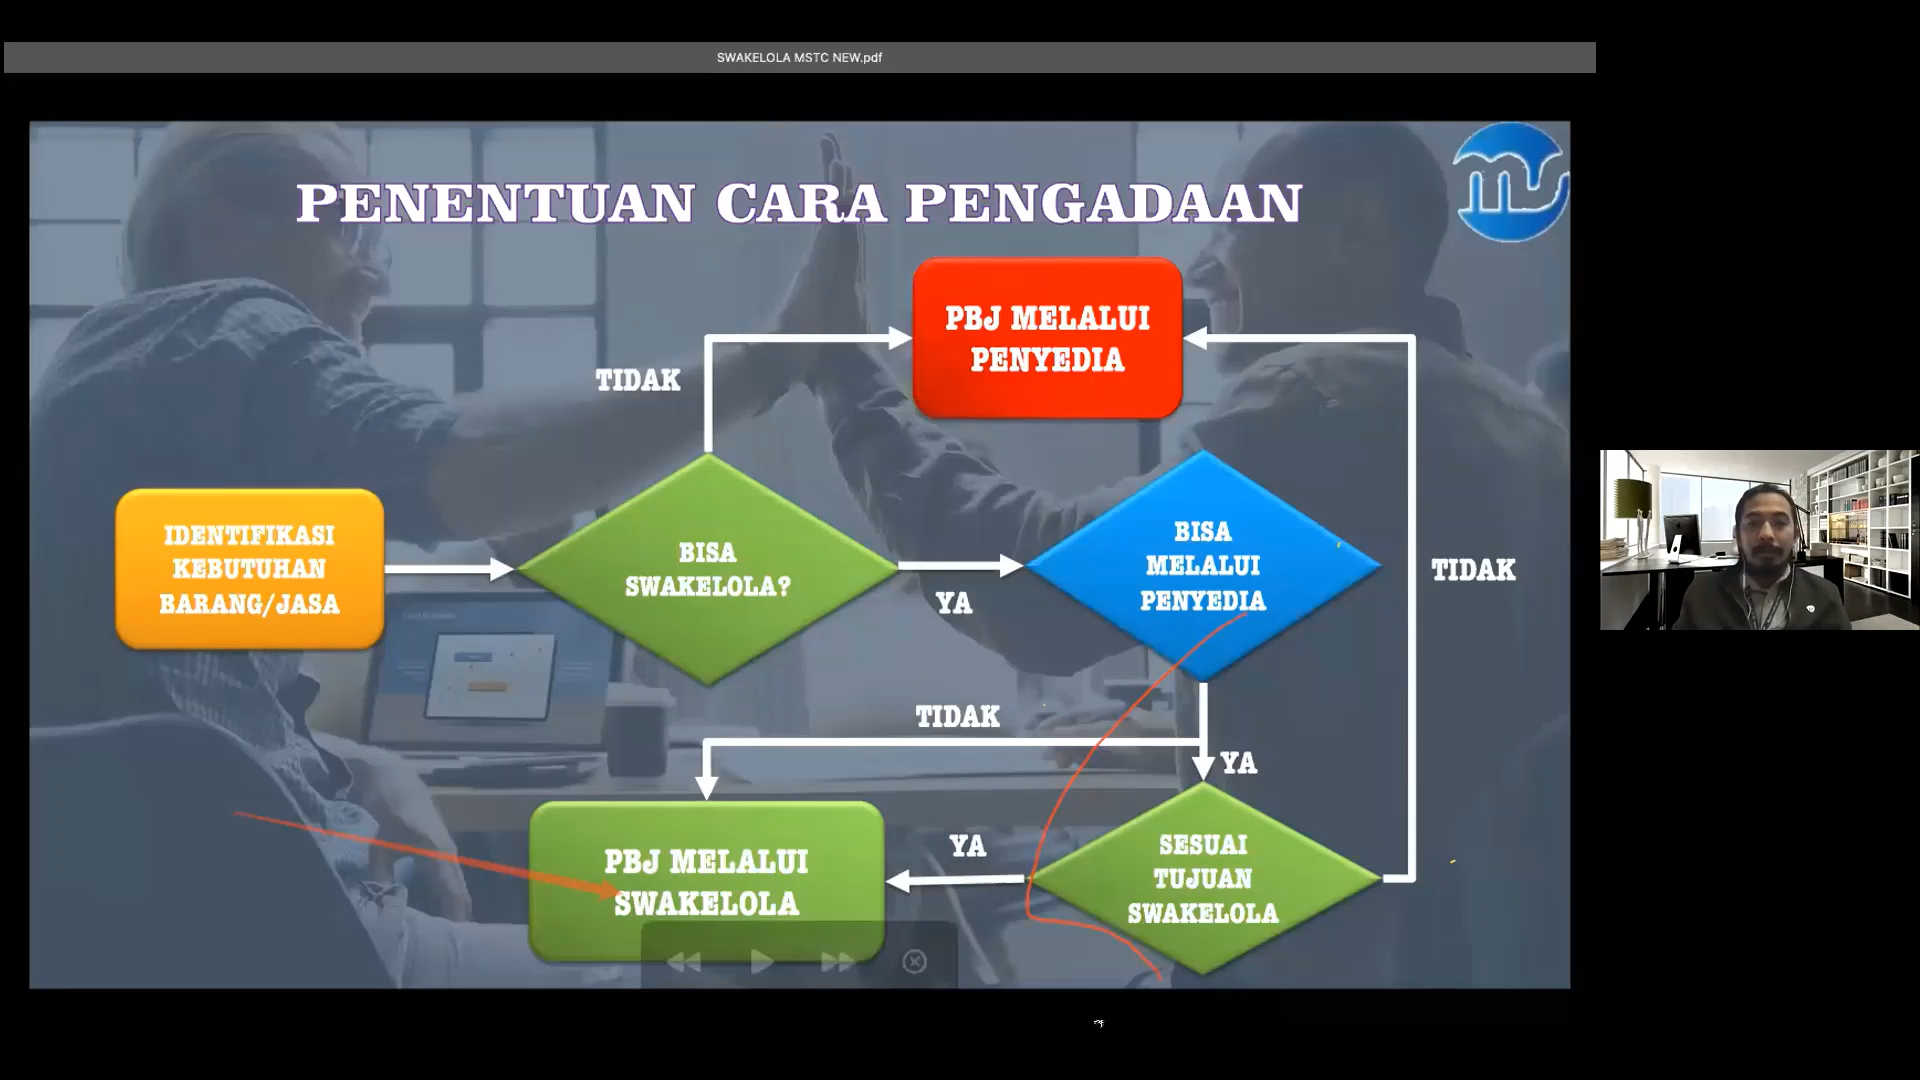 SWAKELOLA MSTC NEW.pdf
PENENTUAN CARA PENGADAAN
PBJ MELALUI
PENYEDIA
TIDAK
IDENTIFIKASI
KEBUTUHAN
BARANG/JASA
BISA
SWAKELOLA?
YA
BISA
MELALUI
PENYEDIA
TIDAK
TIDAK
YA
PBJ MELALUI
SWAKELOLA
YA
SESUAI
TUJUAN
SWAKELOLA